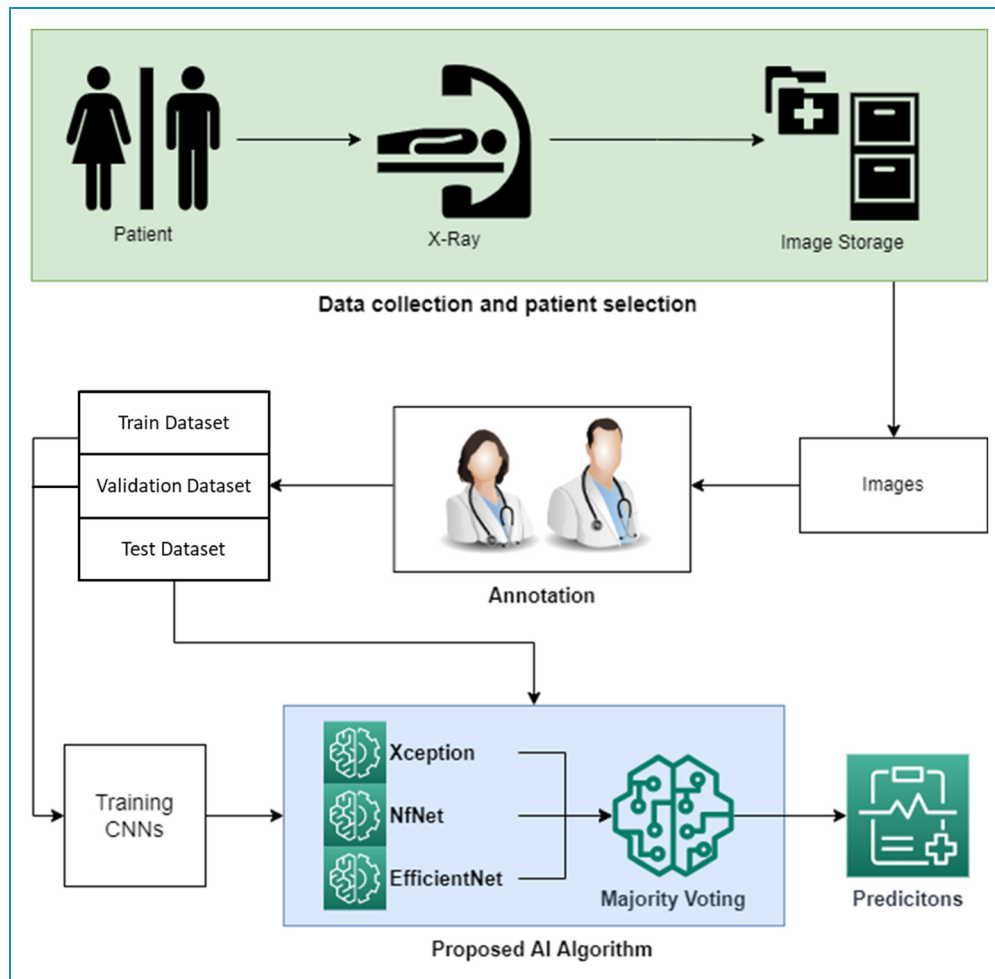 Patient
X-Ray
Image Storage
Data collection and patient selection
Train Dataset
Validation Dataset
Test Dataset
Annotation
Images
Training
CNNs
Xception
NfNet
EfficientNet
Majority Voting
Proposed AI Algorithm
Predicitons